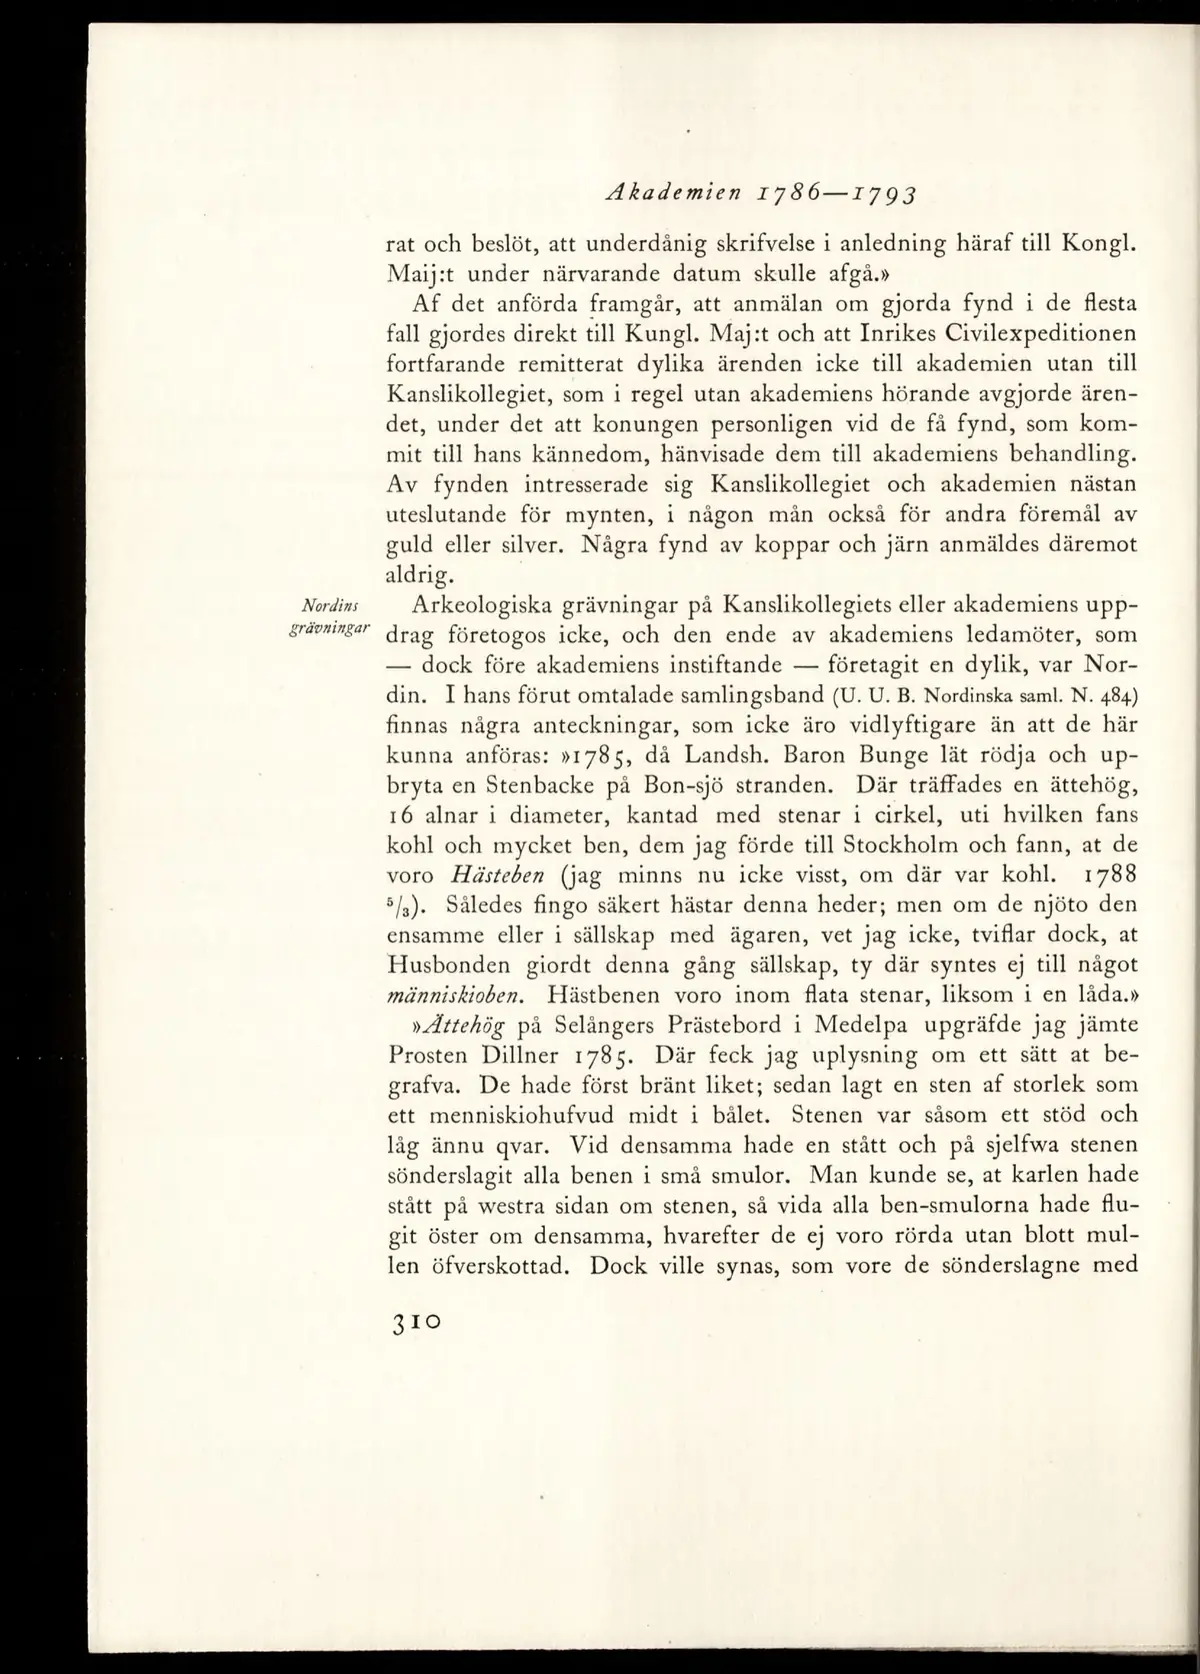 Akademien 1786—1793
rat och beslöt, att underdånig skrifvelse i anledning häraf till Kongl.
Maij:t under närvarande datum skulle afgå.»
Af det anförda framgår, att anmälan om gjorda fynd i de flesta
fall gjordes direkt till Kungl. Maj:t och att Inrikes Civilexpeditionen
fortfarande remitterat dylika ärenden icke till akademien utan till
Kanslikollegiet, som i regel utan akademiens hörande avgjorde ären-
det, under det att konungen personligen vid de få fynd, som kom-
mit till hans kännedom, hänvisade dem till akademiens behandling.
Av fynden intresserade sig Kanslikollegiet och akademien nästan
uteslutande för mynten, i någon mån också för andra föremål av
guld eller silver. Några fynd av koppar och järn anmäldes däremot
aldrig.
Nordins
grävningar
Arkeologiska grävningar på Kanslikollegiets eller akademiens upp-
drag företogos icke, och den ende av akademiens ledamöter, som
— dock före akademiens instiftande — företagit en dylik, var Nor-
din. I hans förut omtalade samlingsband (U. U. B. Nordinska saml. N. 484)
finnas några anteckningar, som icke äro vidlyftigare än att de här
kunna anföras: »1785, då Landsh. Baron Bunge lät rödja och up-
bryta en Stenbacke på Bon-sjö stranden. Där träffades en ättehög,
16 alnar i diameter, kantad med stenar i cirkel, uti hvilken fans
kohl och mycket ben, dem jag förde till Stockholm och fann, at de
voro Hästeben (jag minns nu icke visst, om där var kohl. 1788
5/3). Således fingo säkert hästar denna heder; men om de njöto den
ensamme eller i sällskap med ägaren, vet jag icke, tviflar dock, at
Husbonden giordt denna gång sällskap, ty där syntes ej till något
människioben. Hästbenen voro inom flata stenar, liksom i en låda.»
»Ättehög på Selångers Prästebord i Medelpa upgräfde jag jämte
Prosten Dillner 1785. Där feck jag uplysning om ett sätt at be-
grafva. De hade först bränt liket; sedan lagt en sten af storlek som
ett menniskiohufvud midt i bålet. Stenen var såsom ett stöd och
låg ännu qvar. Vid densamma hade en stått och på sjelfwa stenen
sönderslagit alla benen i små smulor. Man kunde se, at karlen hade
stått på westra sidan om stenen, så vida alla ben-smulorna hade flu-
git öster om densamma, hvarefter de ej voro rörda utan blott mul-
len öfverskottad. Dock ville synas, som vore de sönderslagne med
310